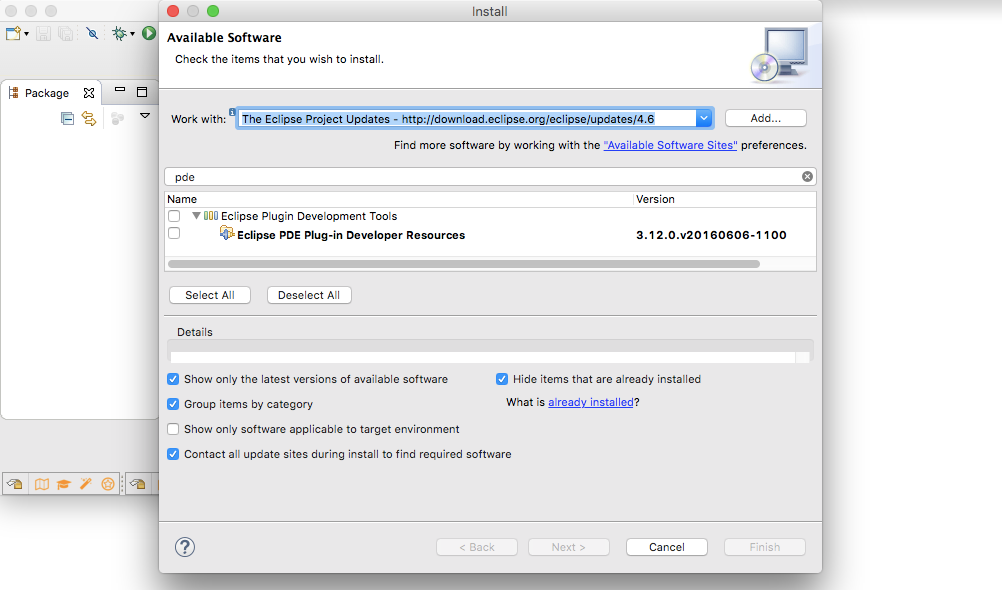 Install
Package
Available Software
Check the items that you wish to install.
Work with: The Eclipse Project Updates - http://download.eclipse.org/eclipse/updates/4.6 Add...
Find more software by working with the "Available Software Sites" preferences.
pde
Name Version
Eclipse Plugin Development Tools
Eclipse PDE Plug-in Developer Resources 3.12.0.v20160606-1100
Select All Deselect All
Details
Show only the latest versions of available software Hide items that are already installed
Group items by category What is already installed?
Show only software applicable to target environment
Contact all update sites during install to find required software
? < Back Next > Cancel Finish